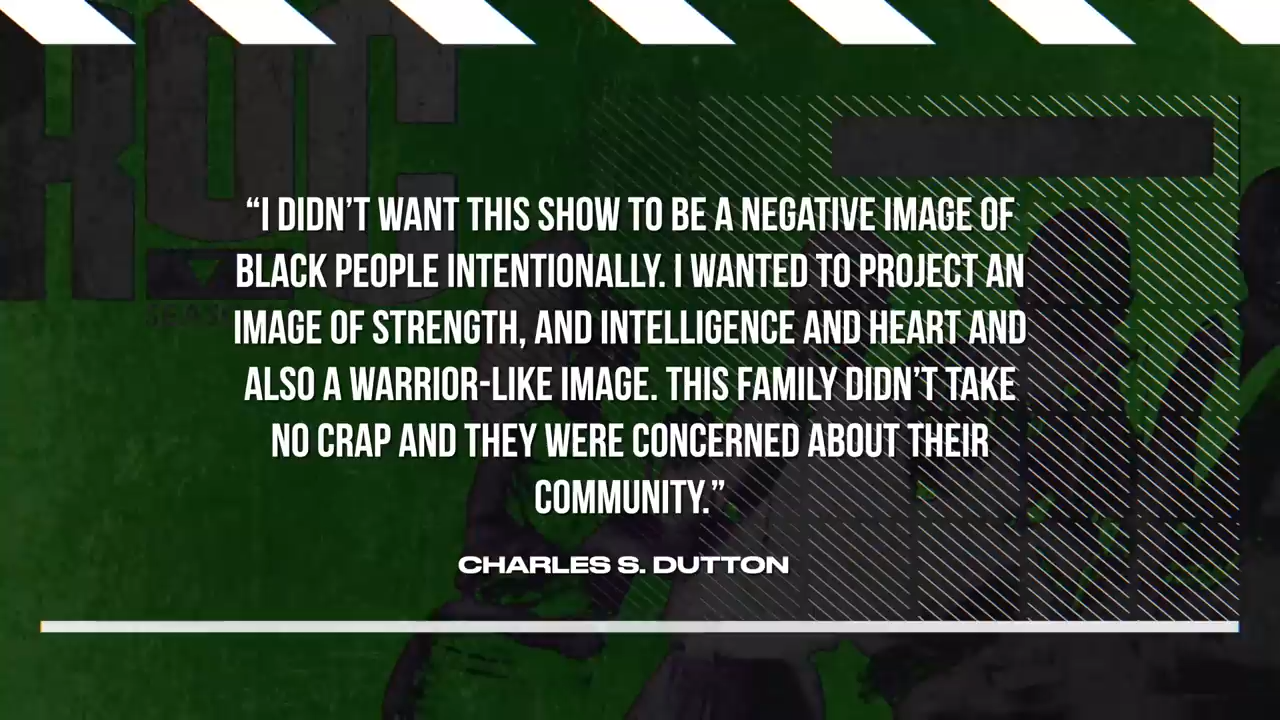 ROC
“I DIDN’T WANT THIS SHOW TO BE A NEGATIVE IMAGE OF
BLACK PEOPLE INTENTIONALLY. I WANTED TO PROJECT AN
IMAGE OF STRENGTH, AND INTELLIGENCE AND HEART AND
ALSO A WARRIOR-LIKE IMAGE. THIS FAMILY DIDN’T TAKE
NO CRAP AND THEY WERE CONCERNED ABOUT THEIR
COMMUNITY.”
CHARLES S. DUTTON